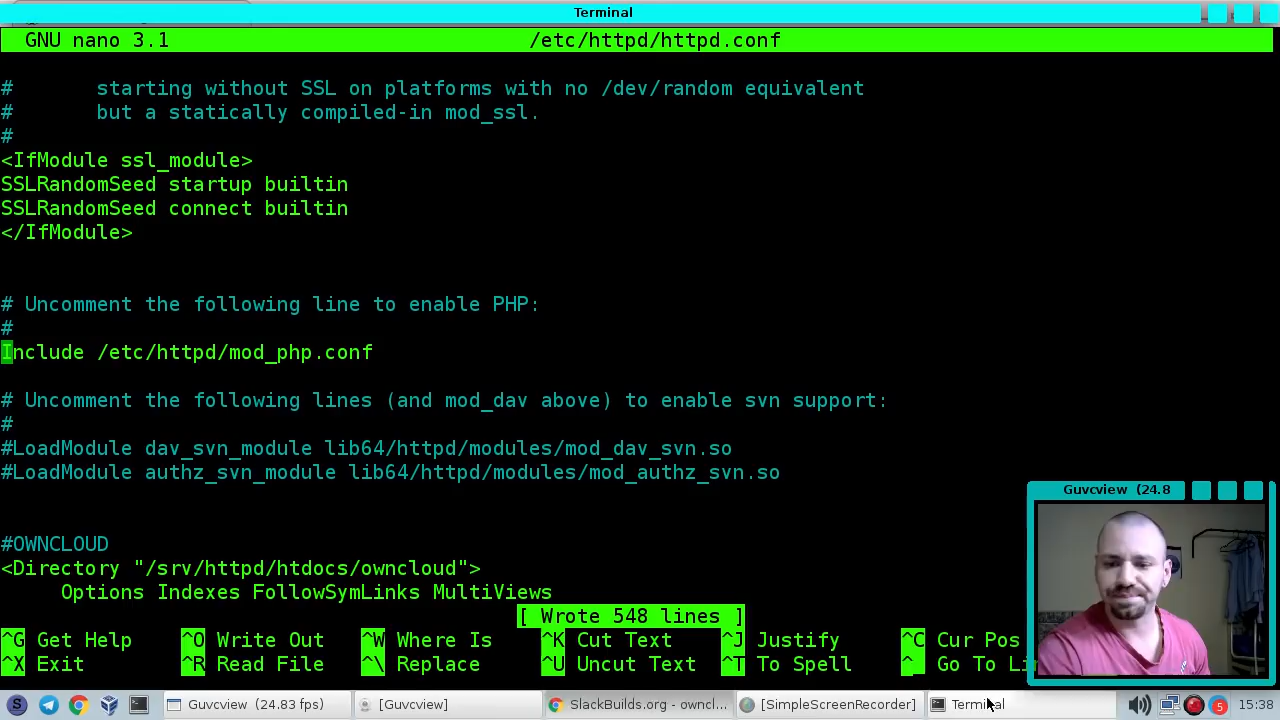 Terminal
GNU nano 3.1 /etc/httpd/httpd.conf
# starting without SSL on platforms with no /dev/random equivalent
# but a statically compiled-in mod_ssl.
#
<IfModule ssl_module>
SSLRandomSeed startup builtin
SSLRandomSeed connect builtin
</IfModule>
# Uncomment the following line to enable PHP:
#
Include /etc/httpd/mod_php.conf
# Uncomment the following lines (and mod_dav above) to enable svn support:
#
#LoadModule dav_svn_module lib64/httpd/modules/mod_dav_svn.so
#LoadModule authz_svn_module lib64/httpd/modules/mod_authz_svn.so
#OWNCLOUD
<Directory "/srv/httpd/htdocs/owncloud">
Options Indexes FollowSymLinks MultiViews
[ Wrote 548 lines ]
^G Get Help ^O Write Out ^W Where Is ^K Cut Text ^J Justify ^C Cur Pos
^X Exit ^R Read File ^\ Replace ^U Uncut Text ^T To Spell ^_ Go To Li
Guvcview (24.8
S Guvcview (24.83 fps) [Guvcview] SlackBuilds.org - owncl... [SimpleScreenRecorder] Terminal 5 15:38